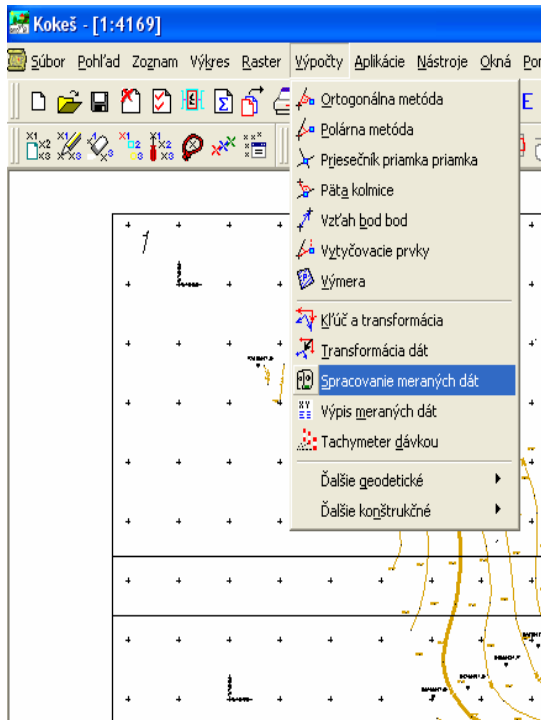 Kokeš - [1:4169]
Súbor Pohľad Zoznam Výkres Raster Výpočty Aplikácie Nástroje Okná
Ortogonálna metóda
Polárna metóda
Priesečník priamka priamka
Päta kolmice
Vzťah bod bod
Vytyčovacie prvky
Výmera
Kľúč a transformácia
Transformácia dát
Spracovanie meraných dát
Výpis meraných dát
Tachymeter dávkou
Ďalšie geodetické
Ďalšie konštrukčné
1